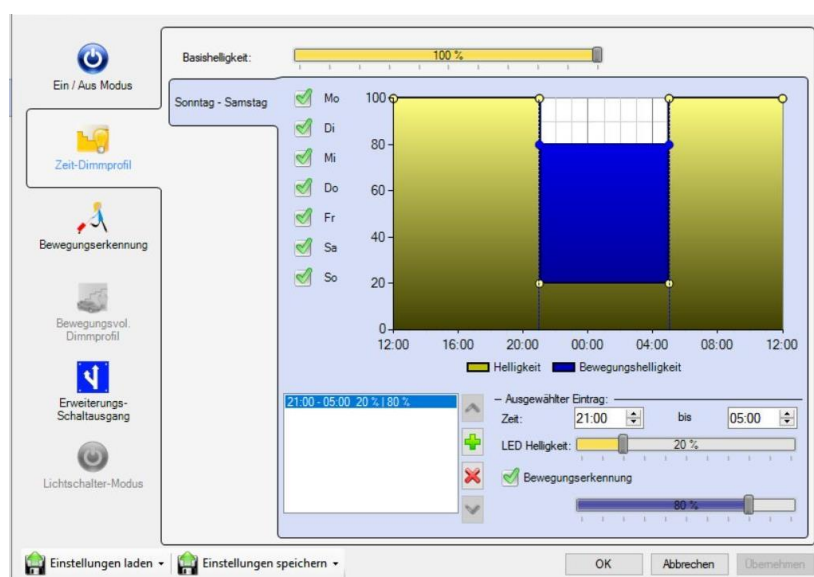 Ein / Aus Modus
Zeit-Dimmprofil
Bewegungserkennung
Bewegungsvol.
Dimmprofil
Erweiterungs-
Schaltausgang
Lichtschalter-Modus
Basishelligkeit:
100 %
Sonntag - Samstag
Mo
Di
Mi
Do
Fr
Sa
So
100
80
60
40
20
0
12:00 16:00 20:00 00:00 04:00 08:00 12:00
Helligkeit Bewegungshelligkeit
21:00 - 05:00 20 % | 80 %
Ausgewählter Eintrag:
Zeit: 21:00 bis 05:00
LED Helligkeit: 20 %
Bewegungserkennung
80 %
Einstellungen laden Einstellungen speichern OK Abbrechen Übernehmen